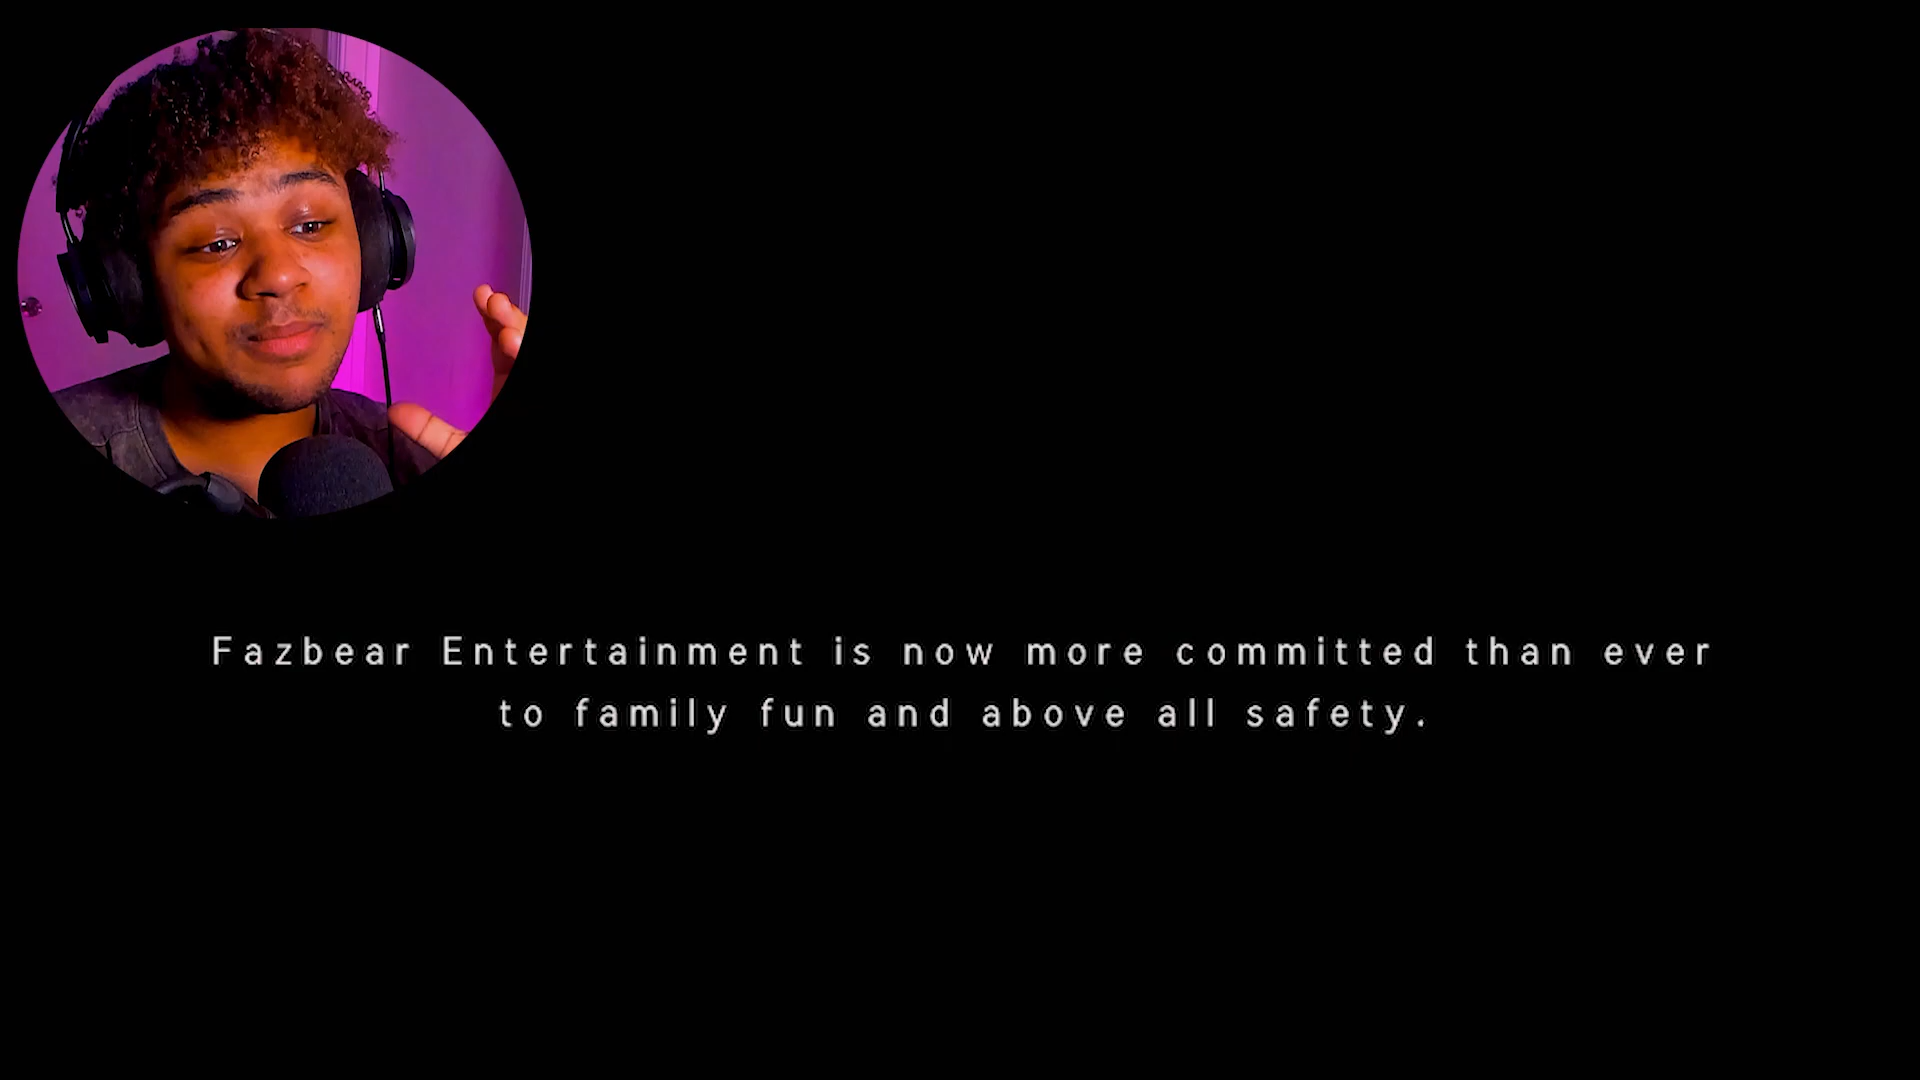 Fazbear Entertainment is now more committed than ever
to family fun and above all safety.